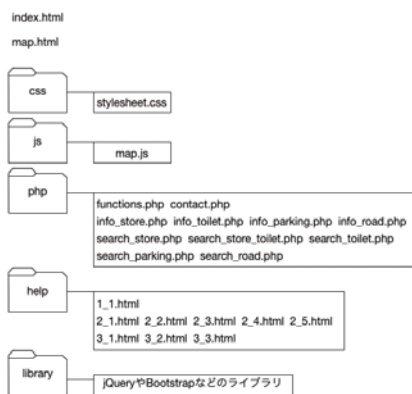 index.html
map.html
css
stylesheet.css
js
map.js
php
functions.php contact.php
info_store.php info_toilet.php info_parking.php info_road.php
search_store.php search_store_toilet.php search_toilet.php
search_parking.php search_road.php
help
1_1.html
2_1.html 2_2.html 2_3.html 2_4.html 2_5.html
3_1.html 3_2.html 3_3.html
library
jQueryやBootstrapなどのライブラリ